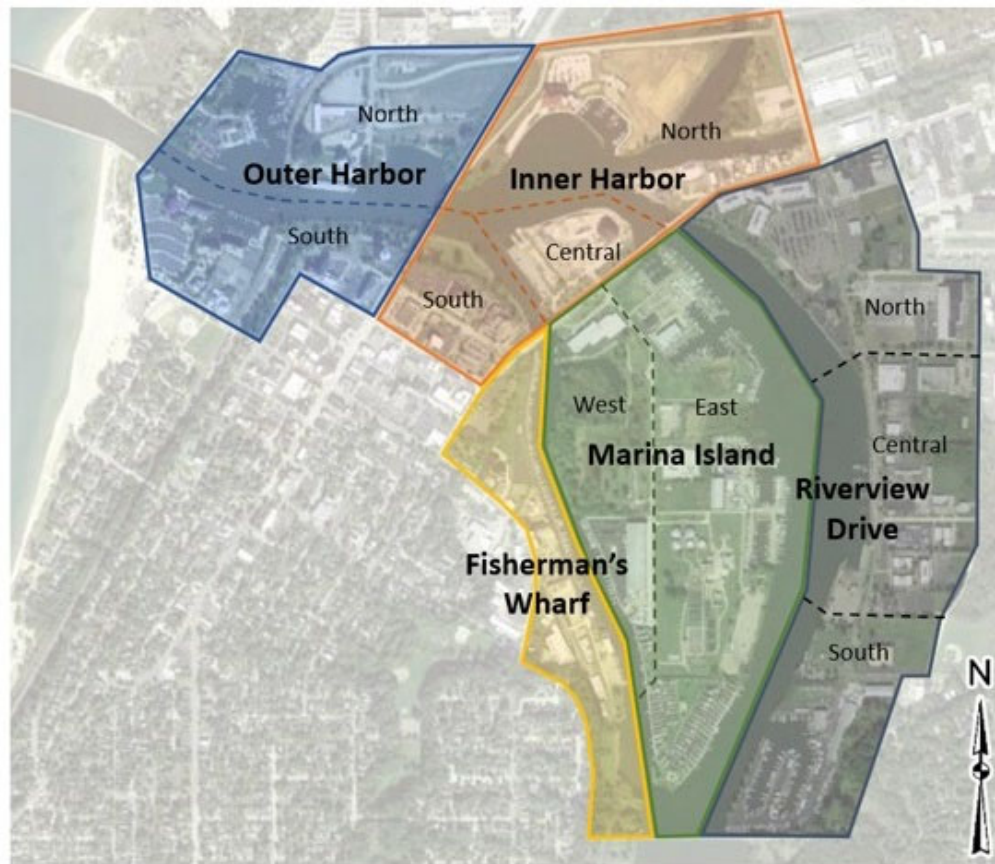 North
Outer Harbor
South
North
Inner Harbor
Central
South
North
West
East
Marina Island
Central
Riverview
Drive
Fisherman's
Wharf
South
N